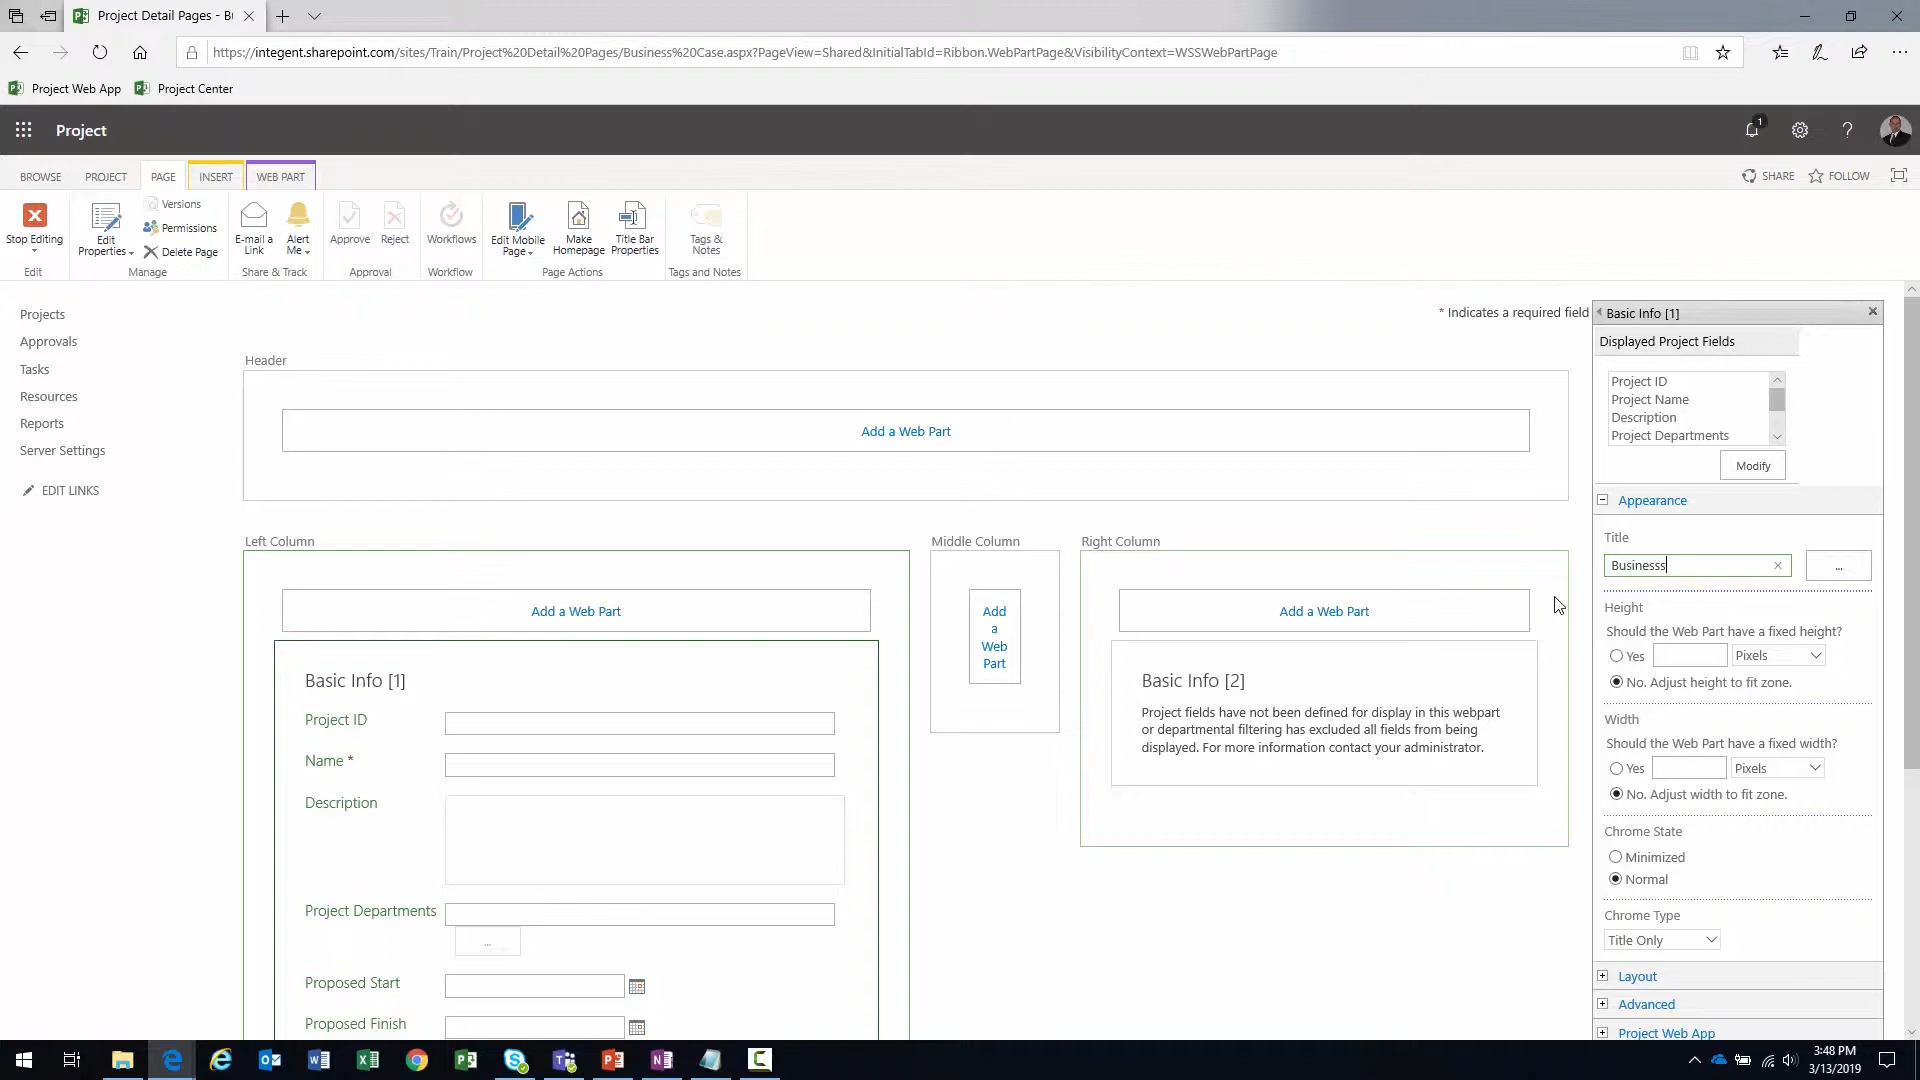 Project Detail Pages - Bu
https://integent.sharepoint.com/sites/Train/Project%20Detail%20Pages/Business%20Case.aspx?PageView=Shared&InitialTabId=Ribbon.WebPartPage&VisibilityContext=WSSWebPartPage
Project Web App
Project Center
Project
1
?
BROWSE
PROJECT
PAGE
INSERT
WEB PART
SHARE
FOLLOW
Stop Editing
Edit
Edit Properties
Versions
Permissions
Delete Page
Manage
E-mail a Link
Alert Me
Share & Track
Approve
Reject
Approval
Workflows
Workflow
Edit Mobile Page
Make Homepage
Title Bar Properties
Page Actions
Tags & Notes
Tags and Notes
Projects
Approvals
Tasks
Resources
Reports
Server Settings
EDIT LINKS
* Indicates a required field
Header
Add a Web Part
Left Column
Add a Web Part
Basic Info [1]
Project ID
Name *
Description
Project Departments
...
Proposed Start
Proposed Finish
Middle Column
Add
a
Web
Part
Right Column
Add a Web Part
Basic Info [2]
Project fields have not been defined for display in this webpart
or departmental filtering has excluded all fields from being
displayed. For more information contact your administrator.
Basic Info [1]
Displayed Project Fields
Project ID
Project Name
Description
Project Departments
Modify
Appearance
Title
Businesss
...
Height
Should the Web Part have a fixed height?
Yes
Pixels
No. Adjust height to fit zone.
Width
Should the Web Part have a fixed width?
Yes
Pixels
No. Adjust width to fit zone.
Chrome State
Minimized
Normal
Chrome Type
Title Only
Layout
Advanced
Project Web App
3:48 PM
3/13/2019